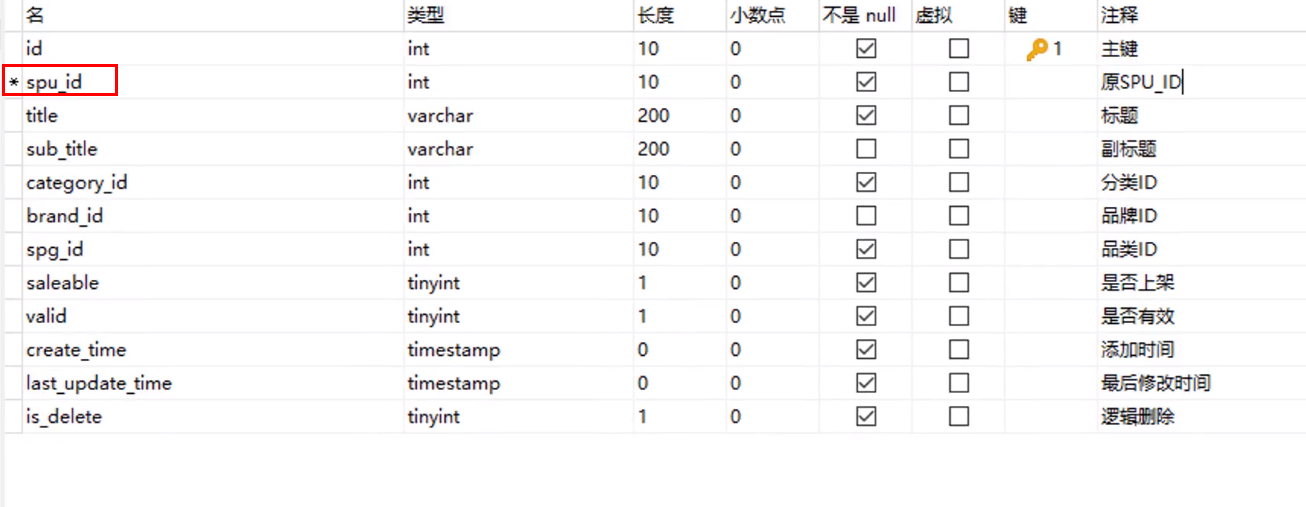 名 类型 长度 小数点 不是 null 虚拟 键 注释
id int 10 0 1 主键
* spu_id int 10 0 原SPU_ID
title varchar 200 0 标题
sub_title varchar 200 0 副标题
category_id int 10 0 分类ID
brand_id int 10 0 品牌ID
spg_id int 10 0 品类ID
saleable tinyint 1 0 是否上架
valid tinyint 1 0 是否有效
create_time timestamp 0 0 添加时间
last_update_time timestamp 0 0 最后修改时间
is_delete tinyint 1 0 逻辑删除